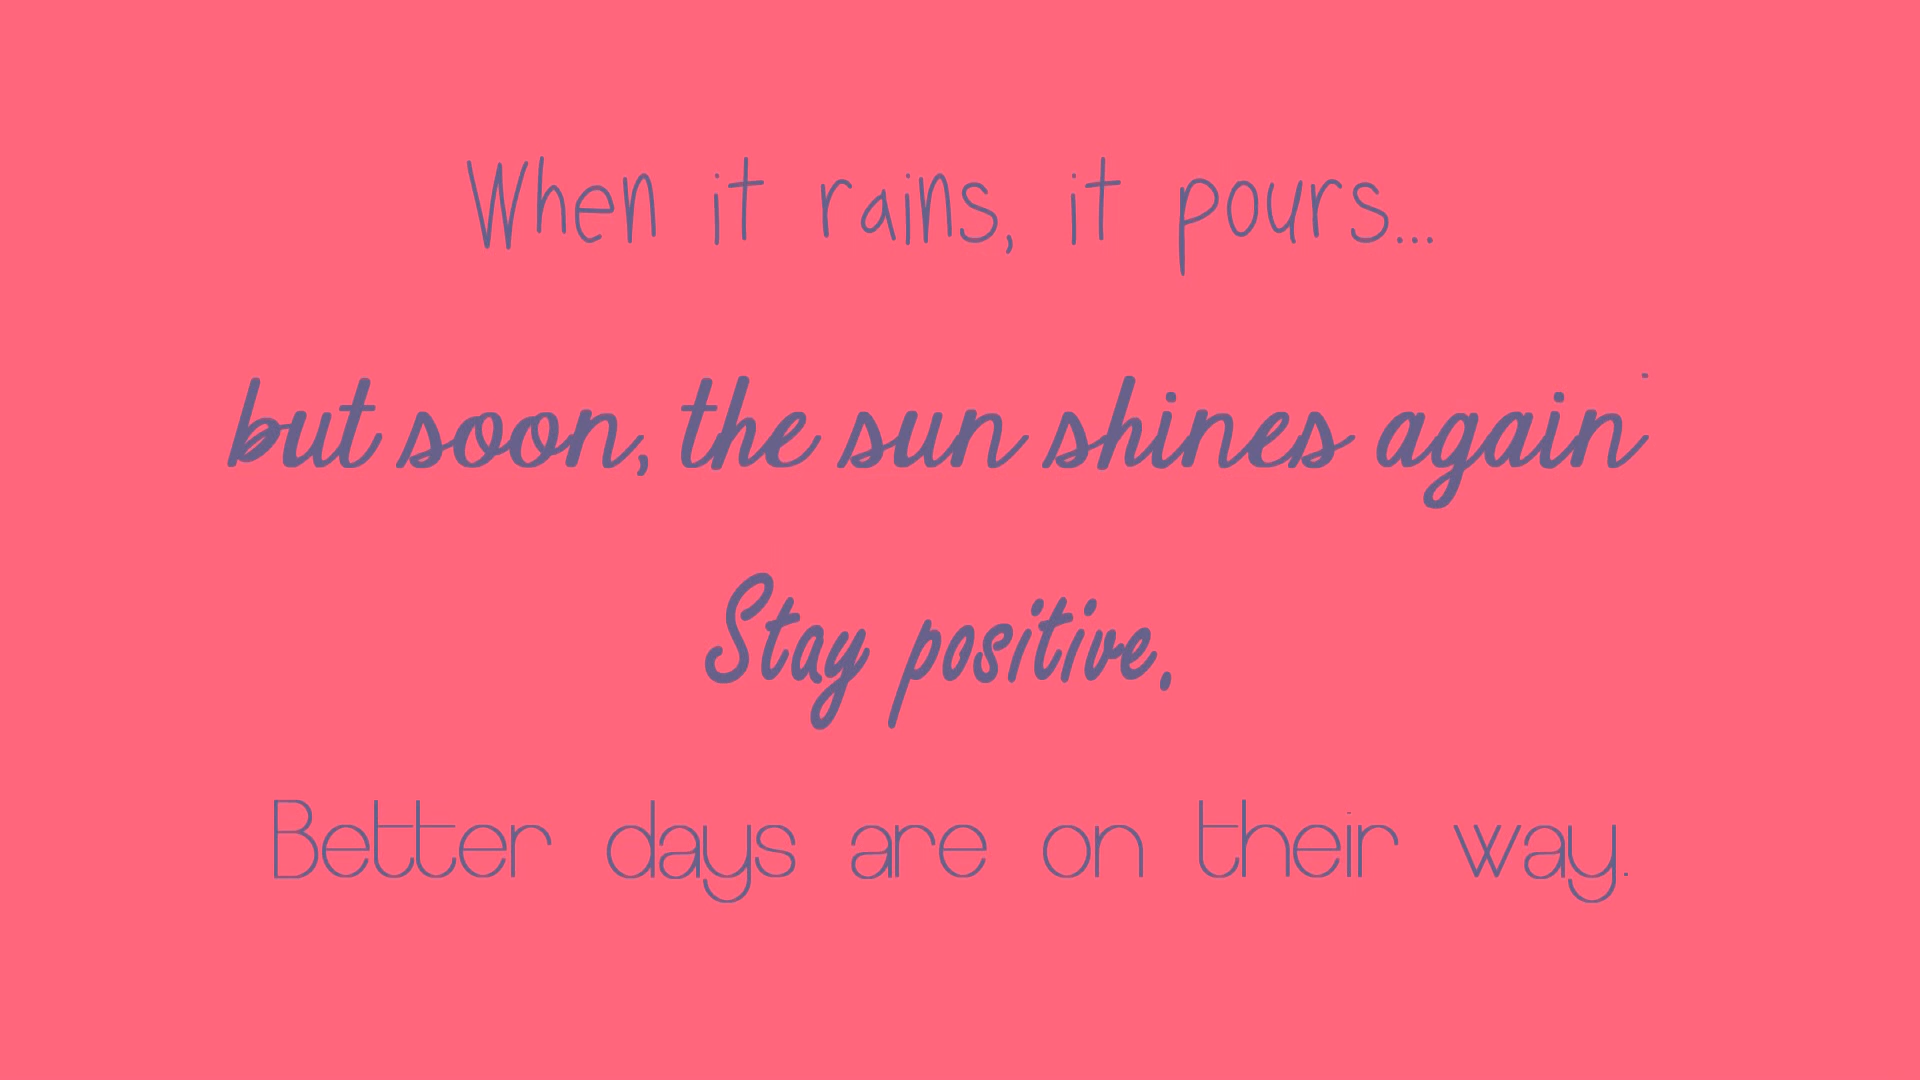 When it rains, it pours...
but soon, the sun shines again.
Stay positive.
Better days are on their way.